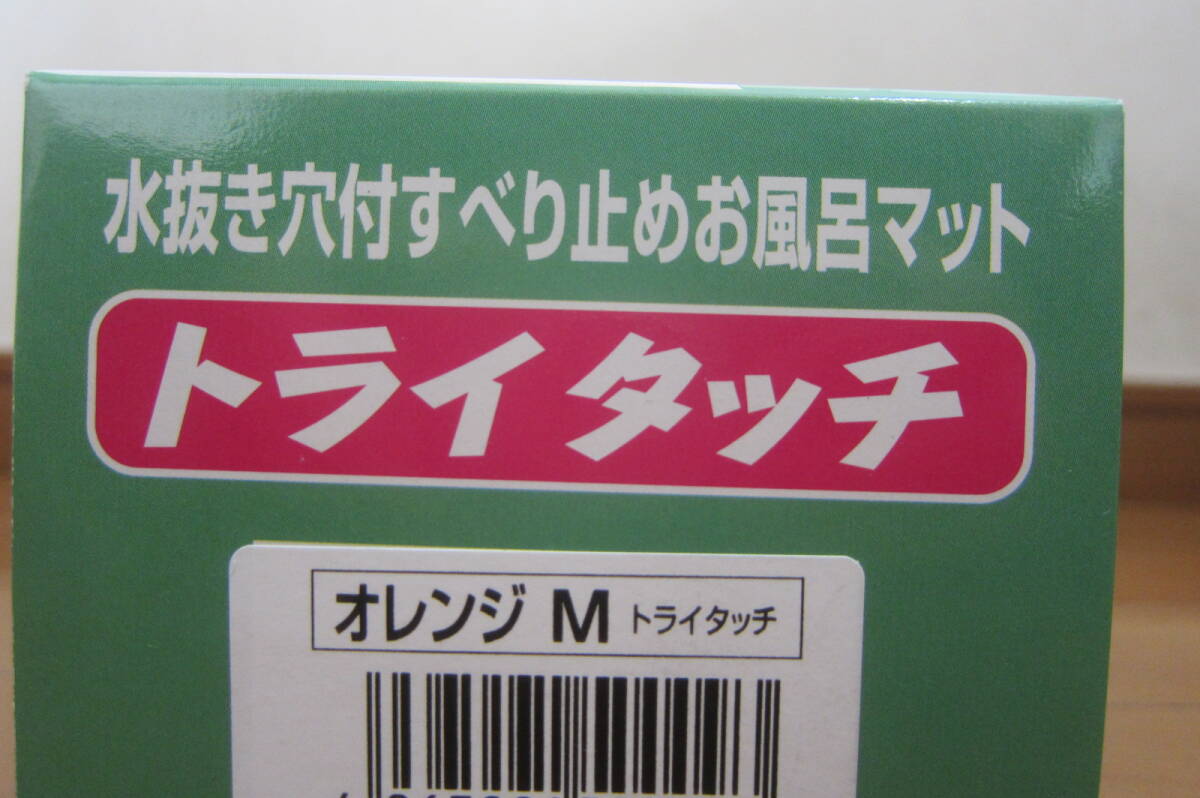 水抜き穴付すべり止めお風呂マット
トライタッチ
オレンジ M トライタッチ